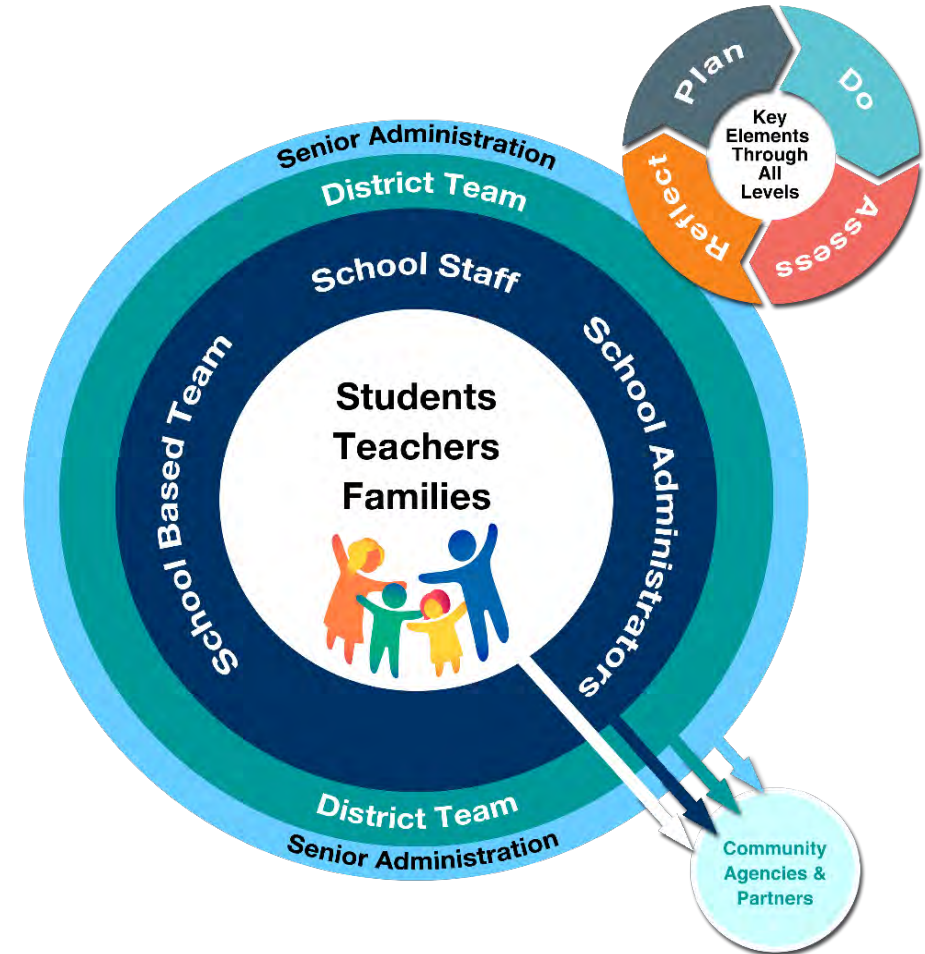 Plan
Do
Key
Elements
Through
All
Levels
Reflect
Assess
Senior Administration
District Team
School Staff
School Based Team
School Administrators
Students
Teachers
Families
District Team
Senior Administration
Community
Agencies &
Partners